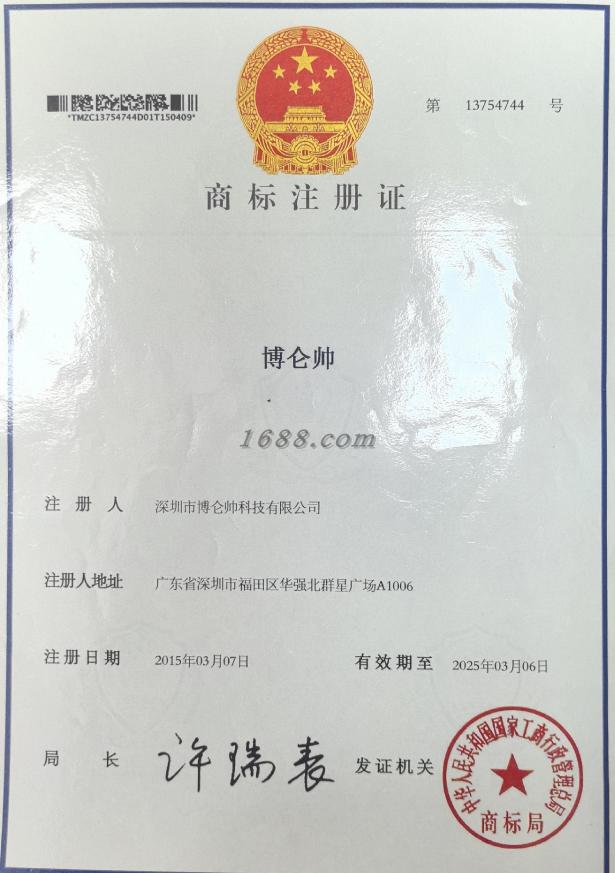 *TMZC13754744D01T150409*
第 13754744 号
商标注册证
博仑帅
1688.com
注册人 深圳市博仑帅科技有限公司
注册人地址 广东省深圳市福田区华强北群星广场A1006
注册日期 2015年03月07日 有效期至 2025年03月06日
局长 许瑞表 发证机关
中华人民共和国国家工商行政管理总局
商标局